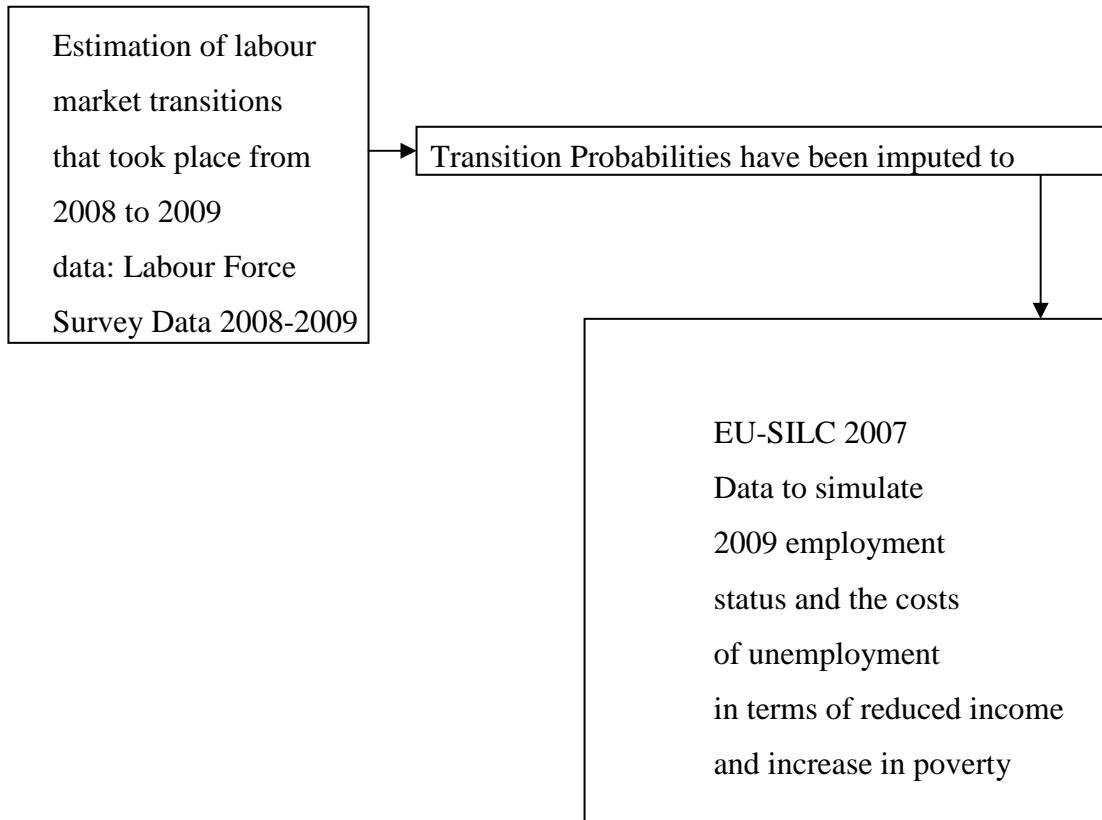 Estimation of labour
market transitions
that took place from
2008 to 2009
data: Labour Force
Survey Data 2008-2009
Transition Probabilities have been imputed to
EU-SILC 2007
Data to simulate
2009 employment
status and the costs
of unemployment
in terms of reduced income
and increase in poverty